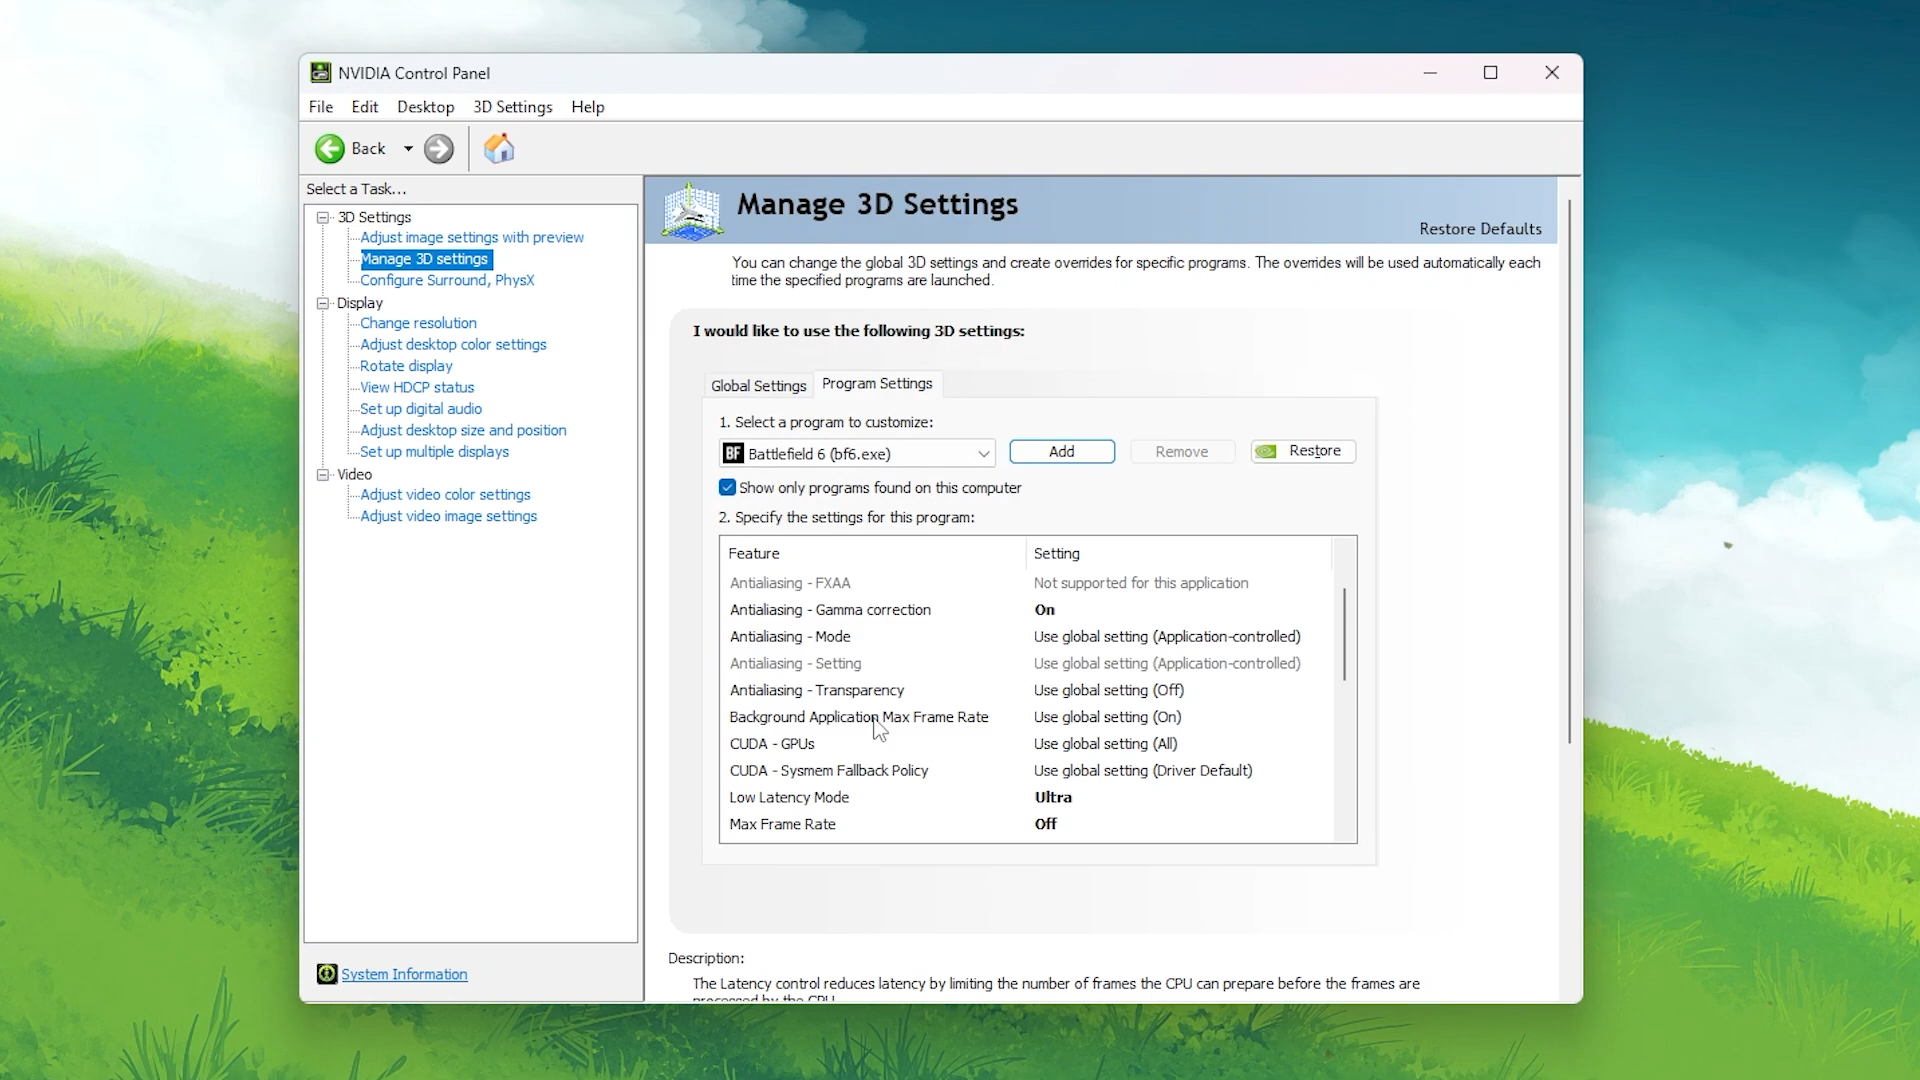 NVIDIA Control Panel
File Edit Desktop 3D Settings Help
Back
Select a Task...
3D Settings
Adjust image settings with preview
Manage 3D settings
Configure Surround, PhysX
Display
Change resolution
Adjust desktop color settings
Rotate display
View HDCP status
Set up digital audio
Adjust desktop size and position
Set up multiple displays
Video
Adjust video color settings
Adjust video image settings
System Information
Manage 3D Settings
Restore Defaults
You can change the global 3D settings and create overrides for specific programs. The overrides will be used automatically each
time the specified programs are launched.
I would like to use the following 3D settings:
Global Settings Program Settings
1. Select a program to customize:
BF Battlefield 6 (bf6.exe) Add Remove Restore
Show only programs found on this computer
2. Specify the settings for this program:
Feature Setting
Antialiasing - FXAA Not supported for this application
Antialiasing - Gamma correction On
Antialiasing - Mode Use global setting (Application-controlled)
Antialiasing - Setting Use global setting (Application-controlled)
Antialiasing - Transparency Use global setting (Off)
Background Application Max Frame Rate Use global setting (On)
CUDA - GPUs Use global setting (All)
CUDA - Sysmem Fallback Policy Use global setting (Driver Default)
Low Latency Mode Ultra
Max Frame Rate Off
Description:
The Latency control reduces latency by limiting the number of frames the CPU can prepare before the frames are
processed by the CPU